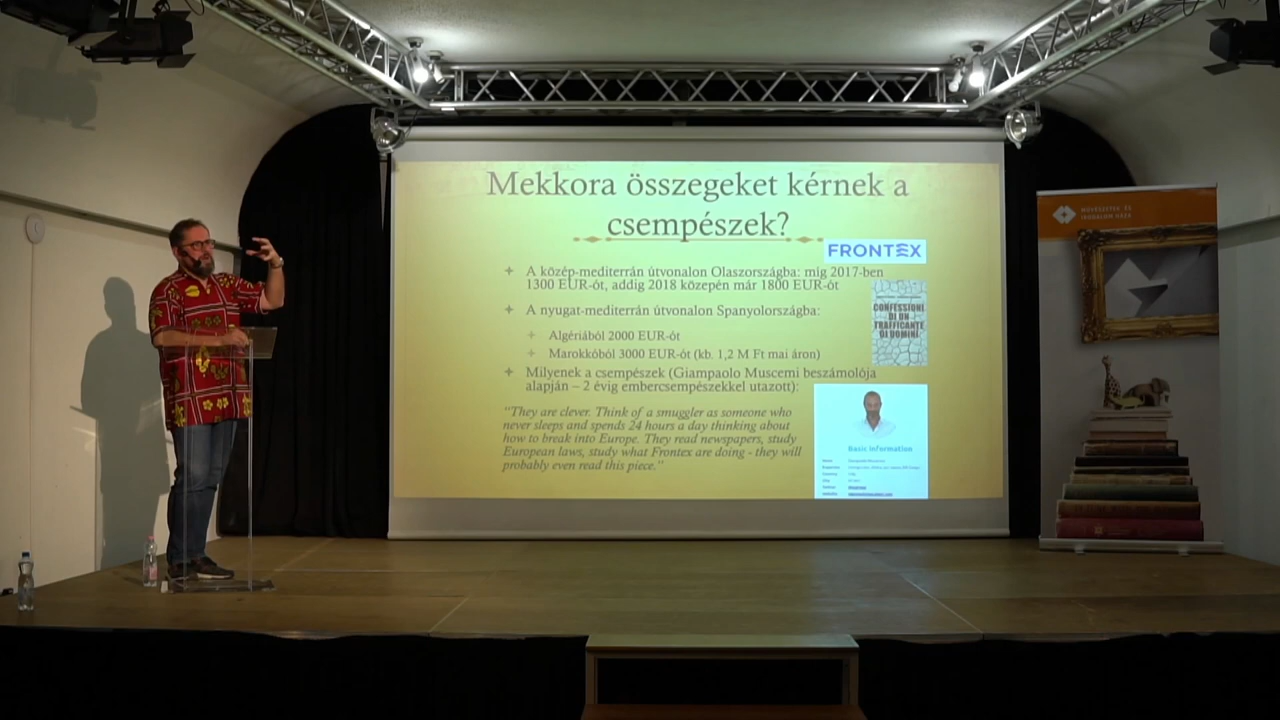 Mekkora összegeket kérnek a
csempészek?
FRONTEX
A közép-mediterrán útvonalon Olaszországba: míg 2017-ben
1300 EUR-ót, addig 2018 közepén már 1800 EUR-ót
A nyugat-mediterrán útvonalon Spanyolországba:
Algériából 2000 EUR-ót
Marokkóból 3000 EUR-ót (kb. 1,2 M Ft mai áron)
Milyenek a csempészek (Giampaolo Muscemi beszámolója
alapján – 2 évig embercsempészekkel utazott):
"They are clever. Think of a smuggler as someone who
never sleeps and spends 24 hours a day thinking about
how to break into Europe. They read newspapers, study
European laws, study what Frontex are doing - they will
probably even read this piece."
CONFESSIONI
DI UN
TRAFFICANTE
DI UOMINI
Basic information
MŰVÉSZETEK ÉS
IRODALOM HÁZA